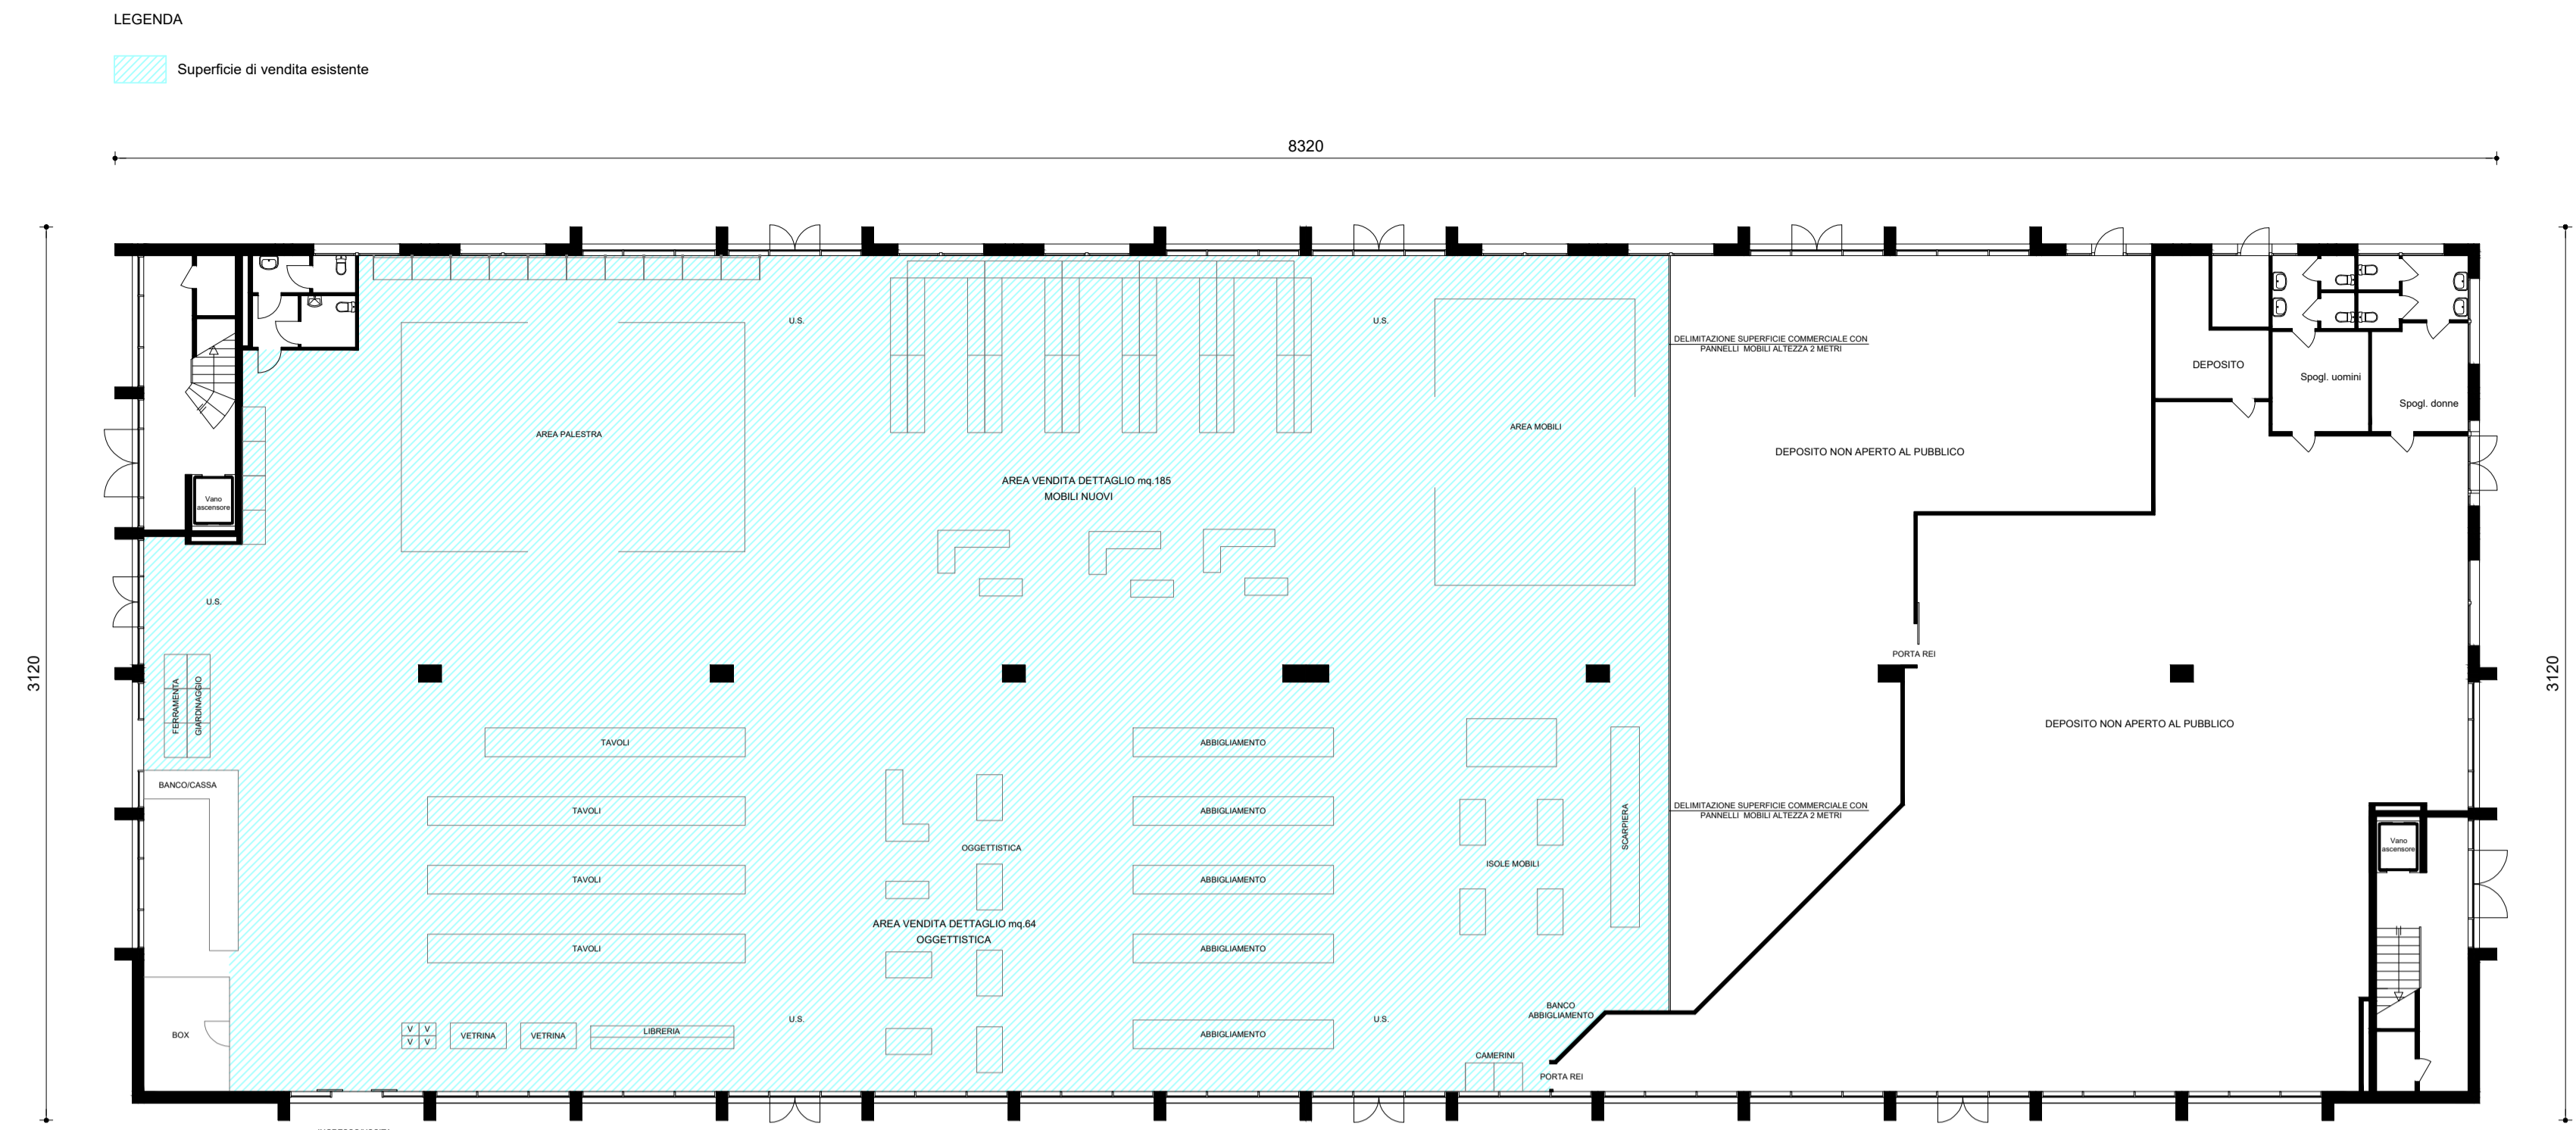 LEGENDA
Superficie di vendita esistente
8320
3120
3120
U.S.
U.S.
DELIMITAZIONE SUPERFICIE COMMERCIALE CON
PANNELLI MOBILI ALTEZZA 2 METRI
DEPOSITO
Spogl. uomini
Spogl. donne
AREA PALESTRA
AREA MOBILI
DEPOSITO NON APERTO AL PUBBLICO
AREA VENDITA DETTAGLIO mq.185
MOBILI NUOVI
Vano
ascensore
U.S.
PORTA REI
FERRAMENTA
GIARDINAGGIO
DEPOSITO NON APERTO AL PUBBLICO
TAVOLI
ABBIGLIAMENTO
BANCO/CASSA
TAVOLI
ABBIGLIAMENTO
SCARPIERA
DELIMITAZIONE SUPERFICIE COMMERCIALE CON
PANNELLI MOBILI ALTEZZA 2 METRI
OGGETTISTICA
ISOLE MOBILI
Vano
ascensore
TAVOLI
ABBIGLIAMENTO
AREA VENDITA DETTAGLIO mq.64
OGGETTISTICA
TAVOLI
ABBIGLIAMENTO
BANCO
ABBIGLIAMENTO
U.S.
U.S.
BOX
V V
V V
VETRINA
VETRINA
LIBRERIA
ABBIGLIAMENTO
CAMERINI
PORTA REI